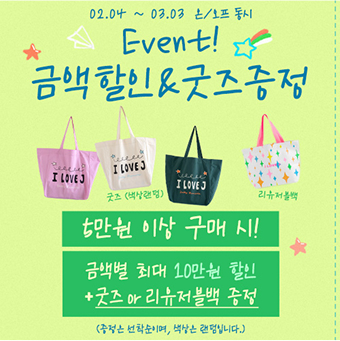 02.04 ~ 03.03 온/오프 동시
Event!
금액할인&굿즈증정
I LOVE J
I LOVE J
I LOVE J
굿즈 (색상랜덤)
리유저블백
5만원 이상 구매 시!
금액별 최대 10만원 할인
+굿즈 or 리유저블백 증정
(증정은 선착순이며, 색상은 랜덤입니다.)